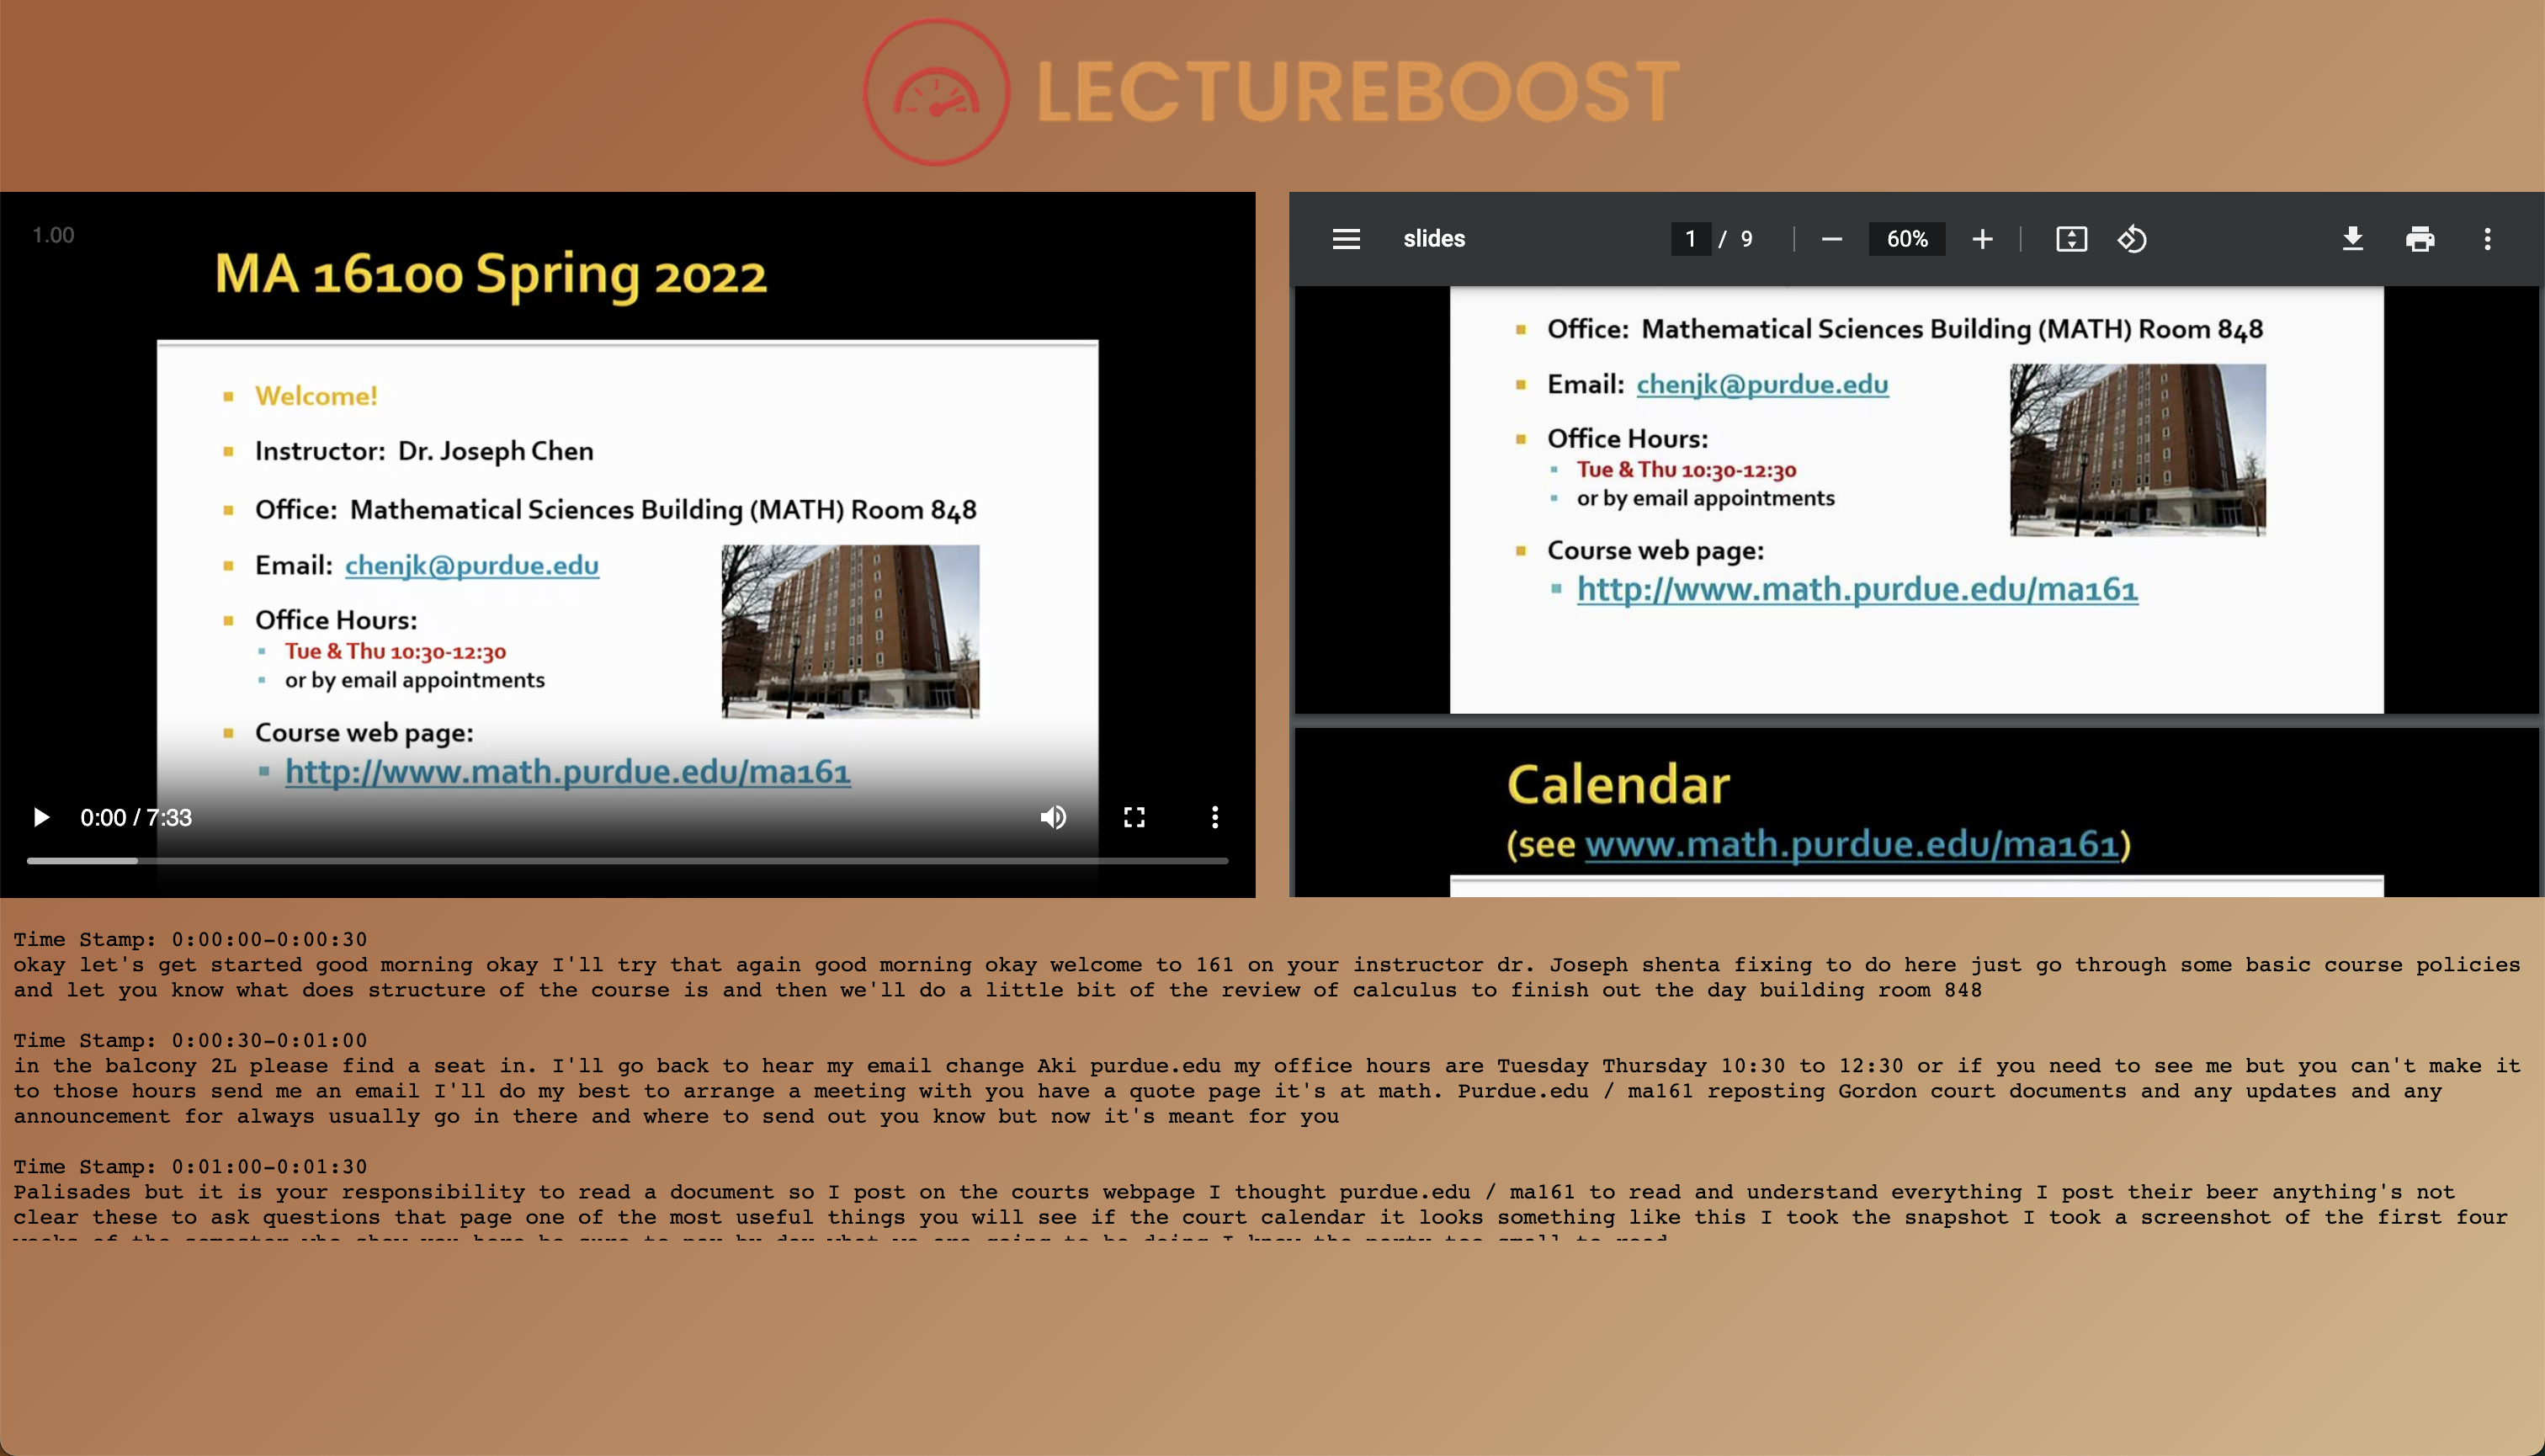 LECTUREBOOST
1.00
MA 16100 Spring 2022
Welcome!
Instructor: Dr. Joseph Chen
Office: Mathematical Sciences Building (MATH) Room 848
Email: chenjk@purdue.edu
Office Hours:
Tue & Thu 10:30-12:30
or by email appointments
Course web page:
http://www.math.purdue.edu/ma161
0:00 / 7:33
slides
1 / 9
60%
Office: Mathematical Sciences Building (MATH) Room 848
Email: chenjk@purdue.edu
Office Hours:
Tue & Thu 10:30-12:30
or by email appointments
Course web page:
http://www.math.purdue.edu/ma161
Calendar
(see www.math.purdue.edu/ma161)
Time Stamp: 0:00:00-0:00:30
okay let's get started good morning okay I'll try that again good morning okay welcome to 161 on your instructor dr. Joseph shenta fixing to do here just go through some basic course policies
and let you know what does structure of the course is and then we'll do a little bit of the review of calculus to finish out the day building room 848
Time Stamp: 0:00:30-0:01:00
in the balcony 2L please find a seat in. I'll go back to hear my email change Aki purdue.edu my office hours are Tuesday Thursday 10:30 to 12:30 or if you need to see me but you can't make it
to those hours send me an email I'll do my best to arrange a meeting with you have a quote page it's at math. Purdue.edu / ma161 reposting Gordon court documents and any updates and any
announcement for always usually go in there and where to send out you know but now it's meant for you
Time Stamp: 0:01:00-0:01:30
Palisades but it is your responsibility to read a document so I post on the courts webpage I thought purdue.edu / ma161 to read and understand everything I post their beer anything's not
clear these to ask questions that page one of the most useful things you will see if the court calendar it looks something like this I took the snapshot I took a screenshot of the first four